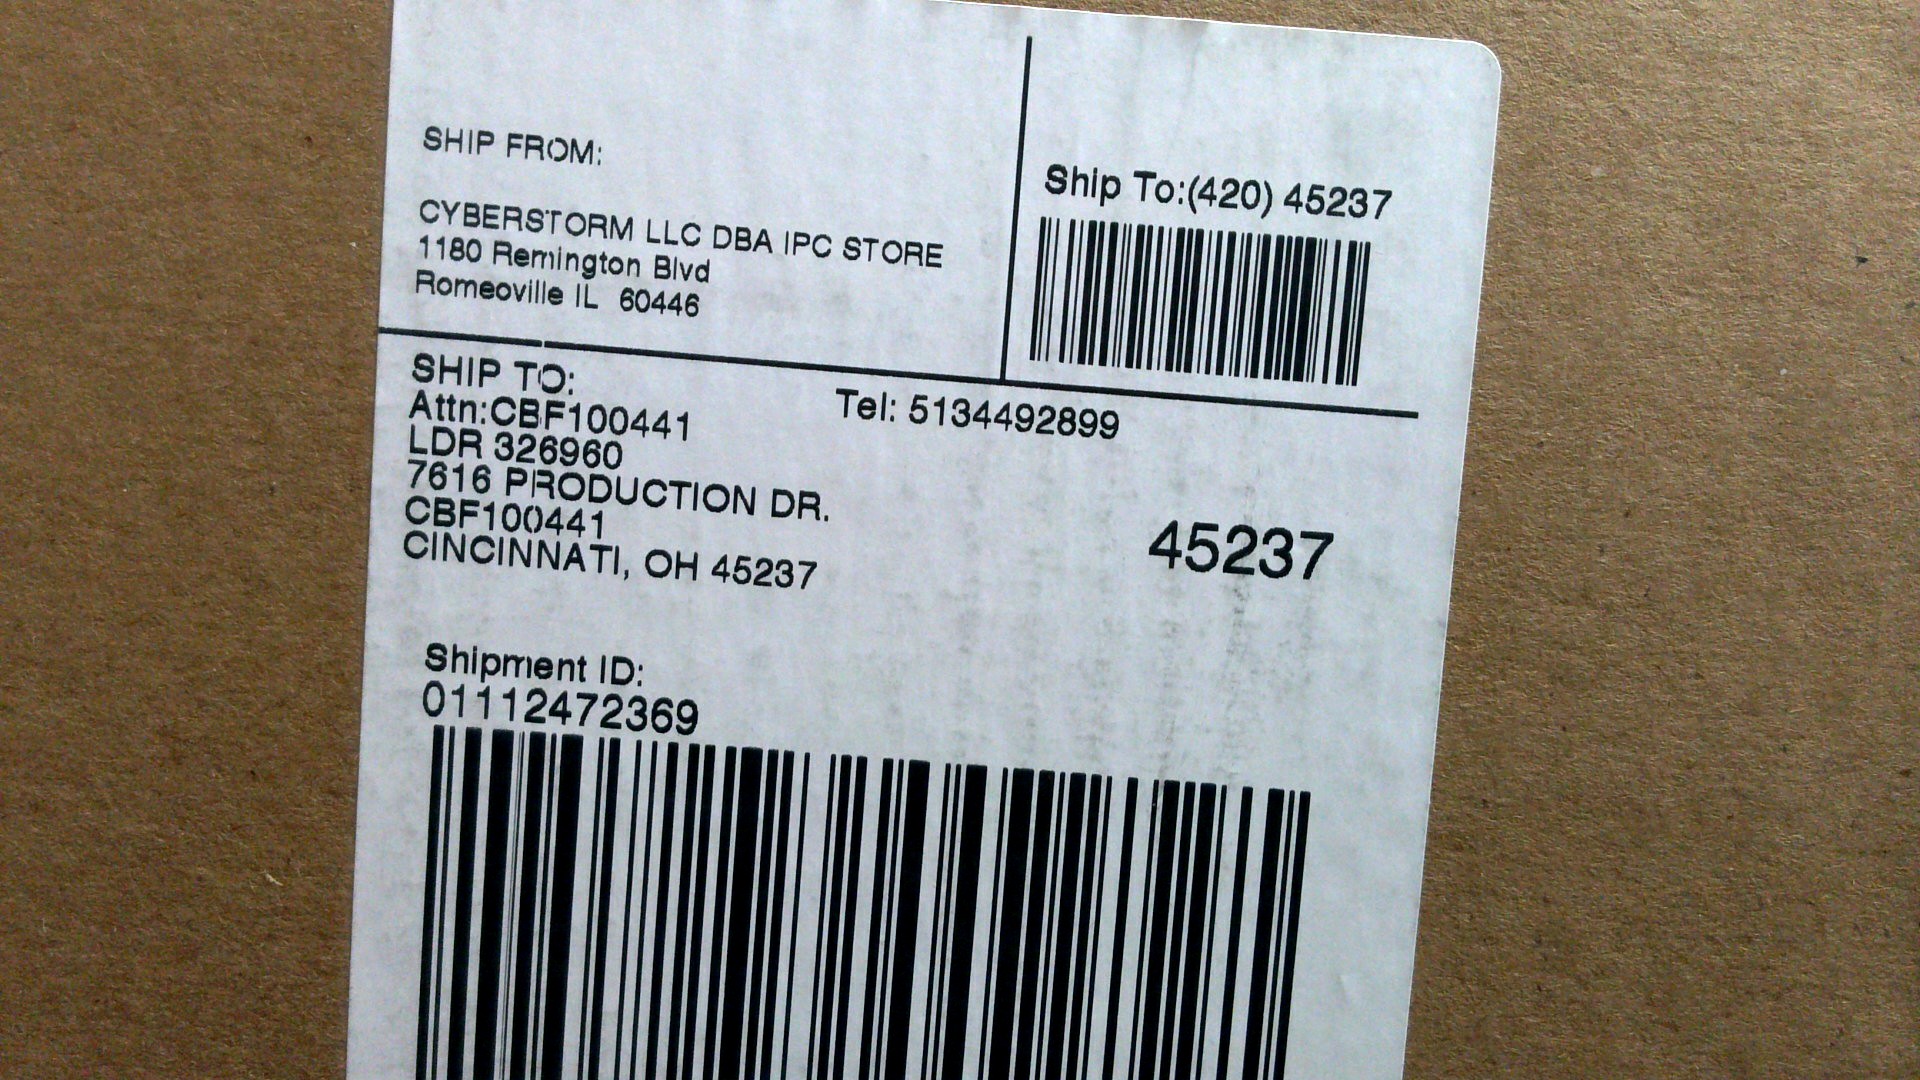 SHIP FROM:
CYBERSTORM LLC DBA IPC STORE
1180 Remington Blvd
Romeoville IL  60446
Ship To:(420) 45237
SHIP TO:
Attn:CBF100441
Tel: 5134492899
LDR 326960
7616 PRODUCTION DR.
CBF100441
CINCINNATI, OH 45237
45237
Shipment ID:
01112472369